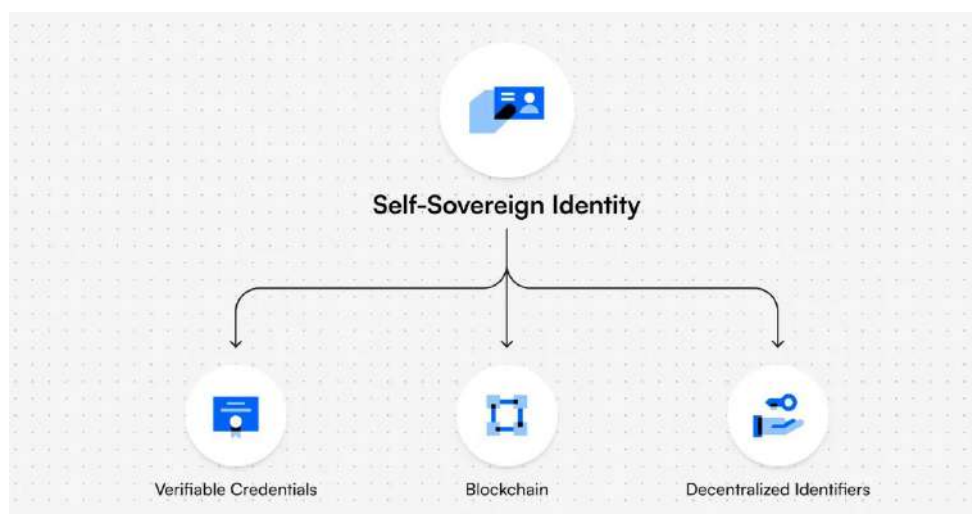 Self-Sovereign Identity
Verifiable Credentials
Blockchain
Decentralized Identifiers